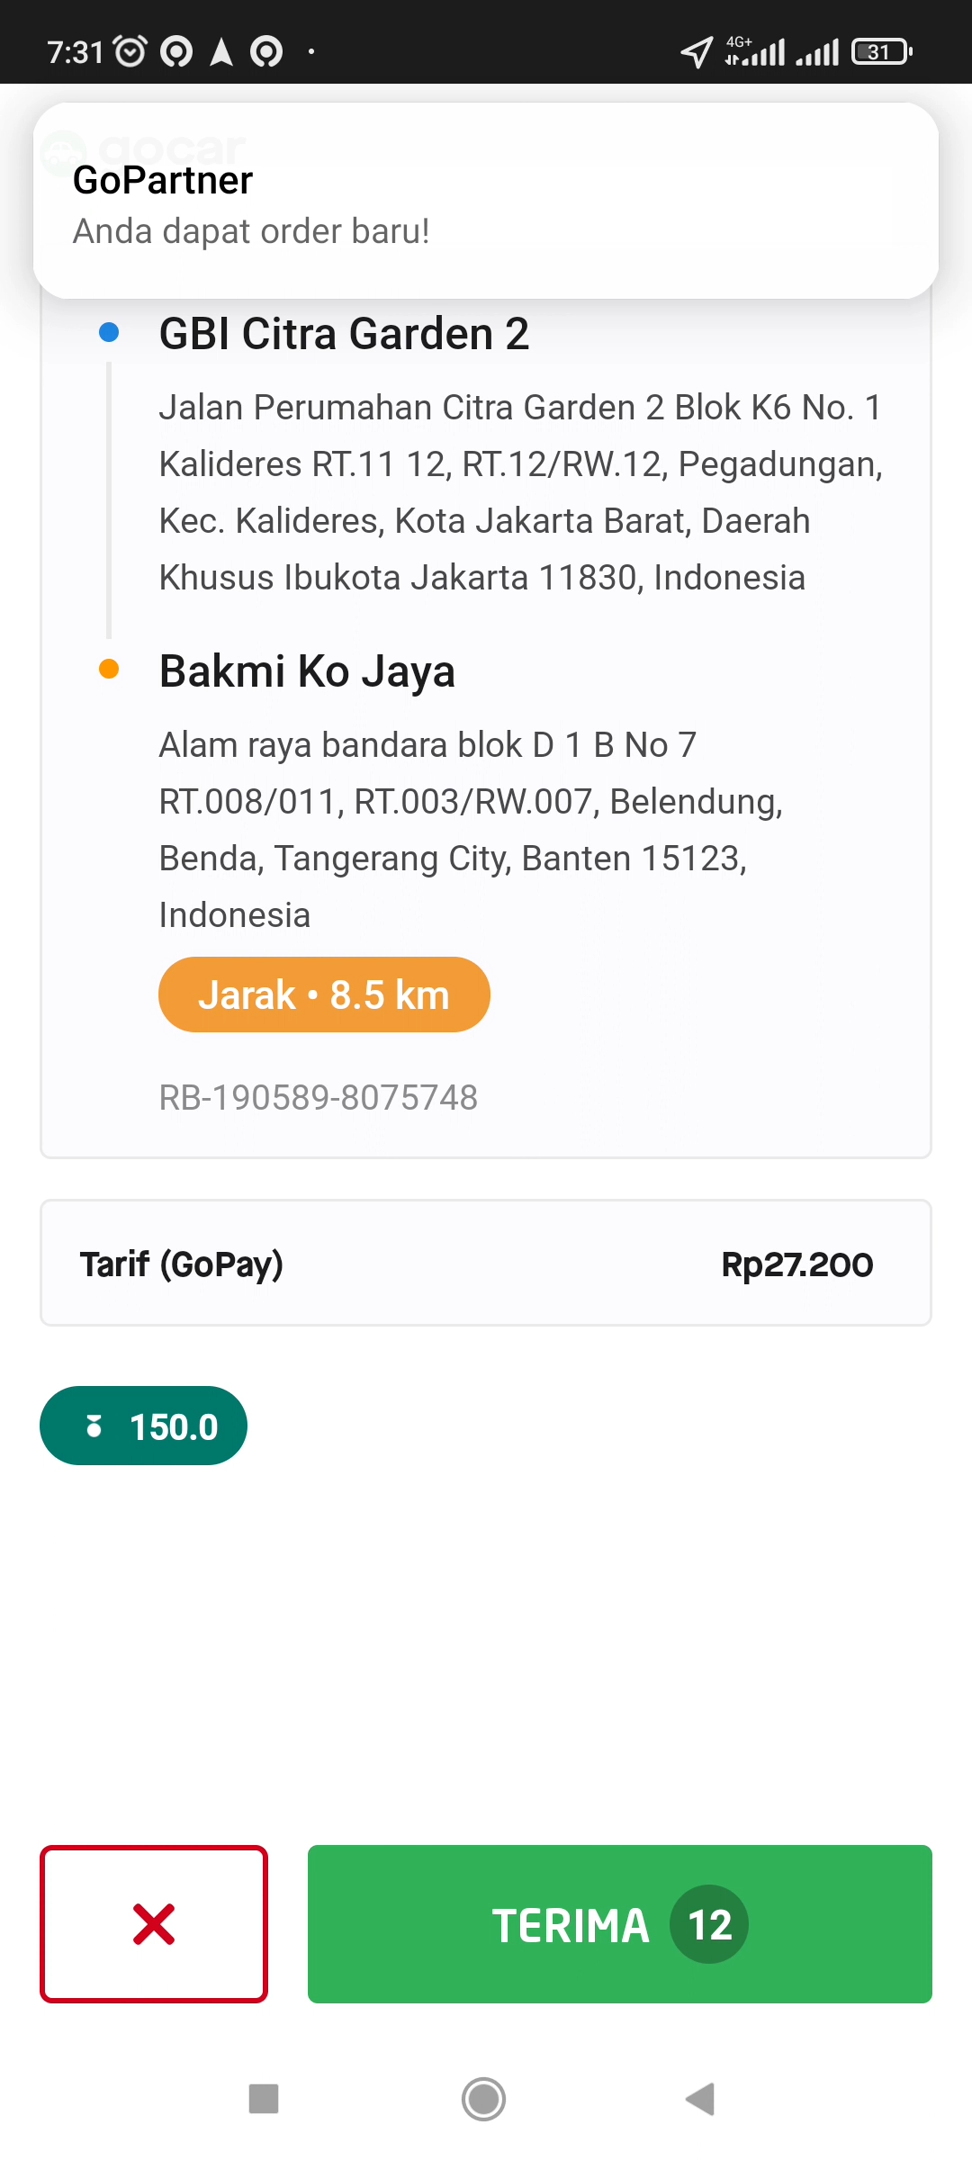 7:31
4G+
31
gocar
GoPartner
Anda dapat order baru!
GBI Citra Garden 2
Jalan Perumahan Citra Garden 2 Blok K6 No. 1
Kalideres RT.11 12, RT.12/RW.12, Pegadungan,
Kec. Kalideres, Kota Jakarta Barat, Daerah
Khusus Ibukota Jakarta 11830, Indonesia
Bakmi Ko Jaya
Alam raya bandara blok D 1 B No 7
RT.008/011, RT.003/RW.007, Belendung,
Benda, Tangerang City, Banten 15123,
Indonesia
Jarak • 8.5 km
RB-190589-8075748
Tarif (GoPay) Rp27.200
150.0
TERIMA 12